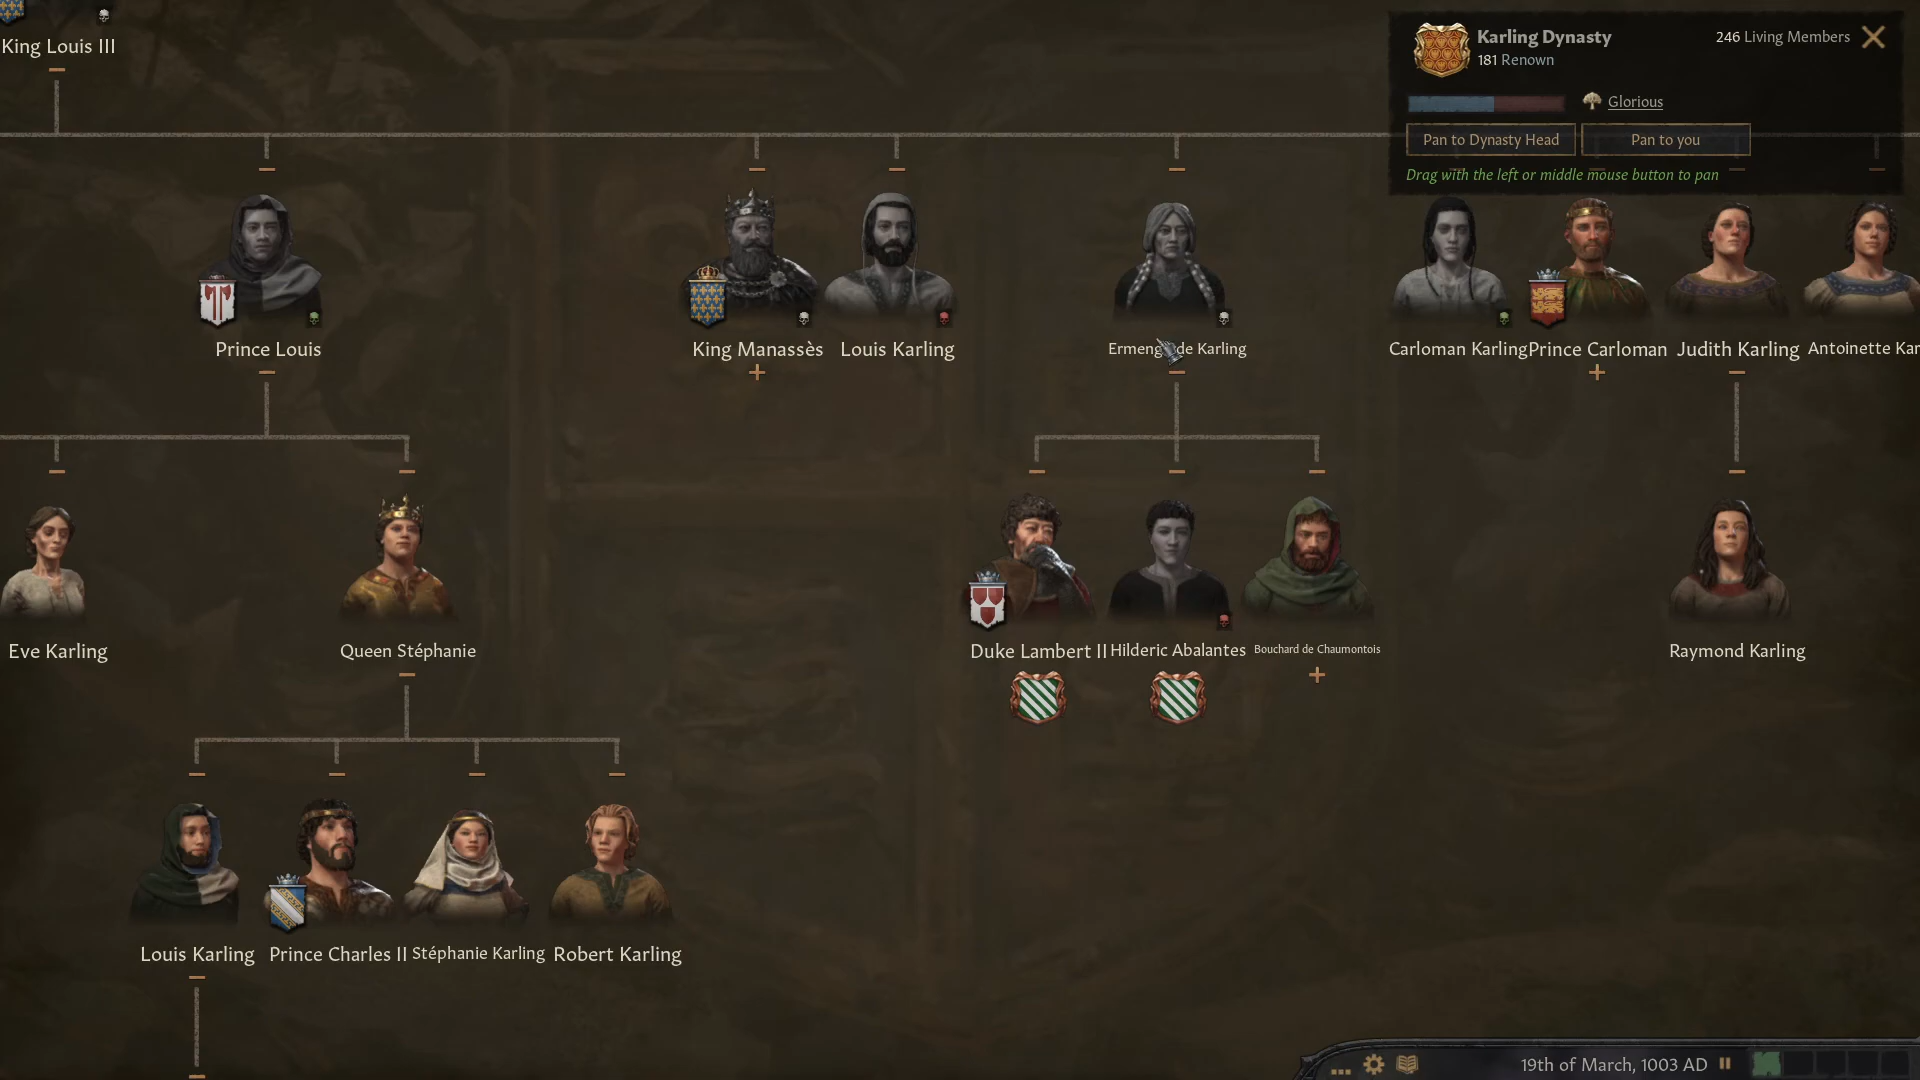 King Louis III
Karling Dynasty
246 Living Members
181 Renown
Glorious
Pan to Dynasty Head
Pan to you
Drag with the left or middle mouse button to pan
Prince Louis
King Manassès
Louis Karling
Karling
Carloman Karling
Prince Carloman
Judith Karling
Antoinette Kar
Eve Karling
Queen Stéphanie
Duke Lambert II
Hilderic Abalantes
Bouchard de Chaumontois
Raymond Karling
Louis Karling
Prince Charles II
Stéphanie Karling
Robert Karling
...
19th of March, 1003 AD